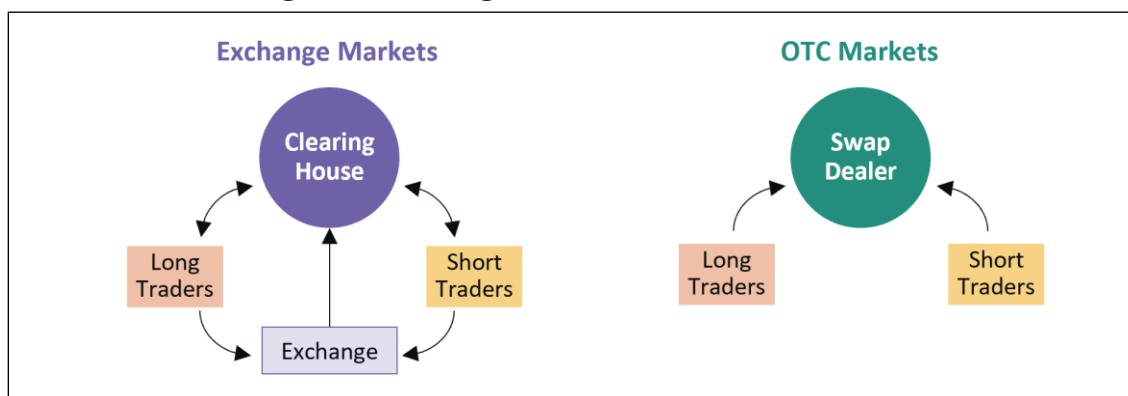 Exchange Markets
Clearing
House
Long
Traders
Short
Traders
Exchange
OTC Markets
Swap
Dealer
Long
Traders
Short
Traders